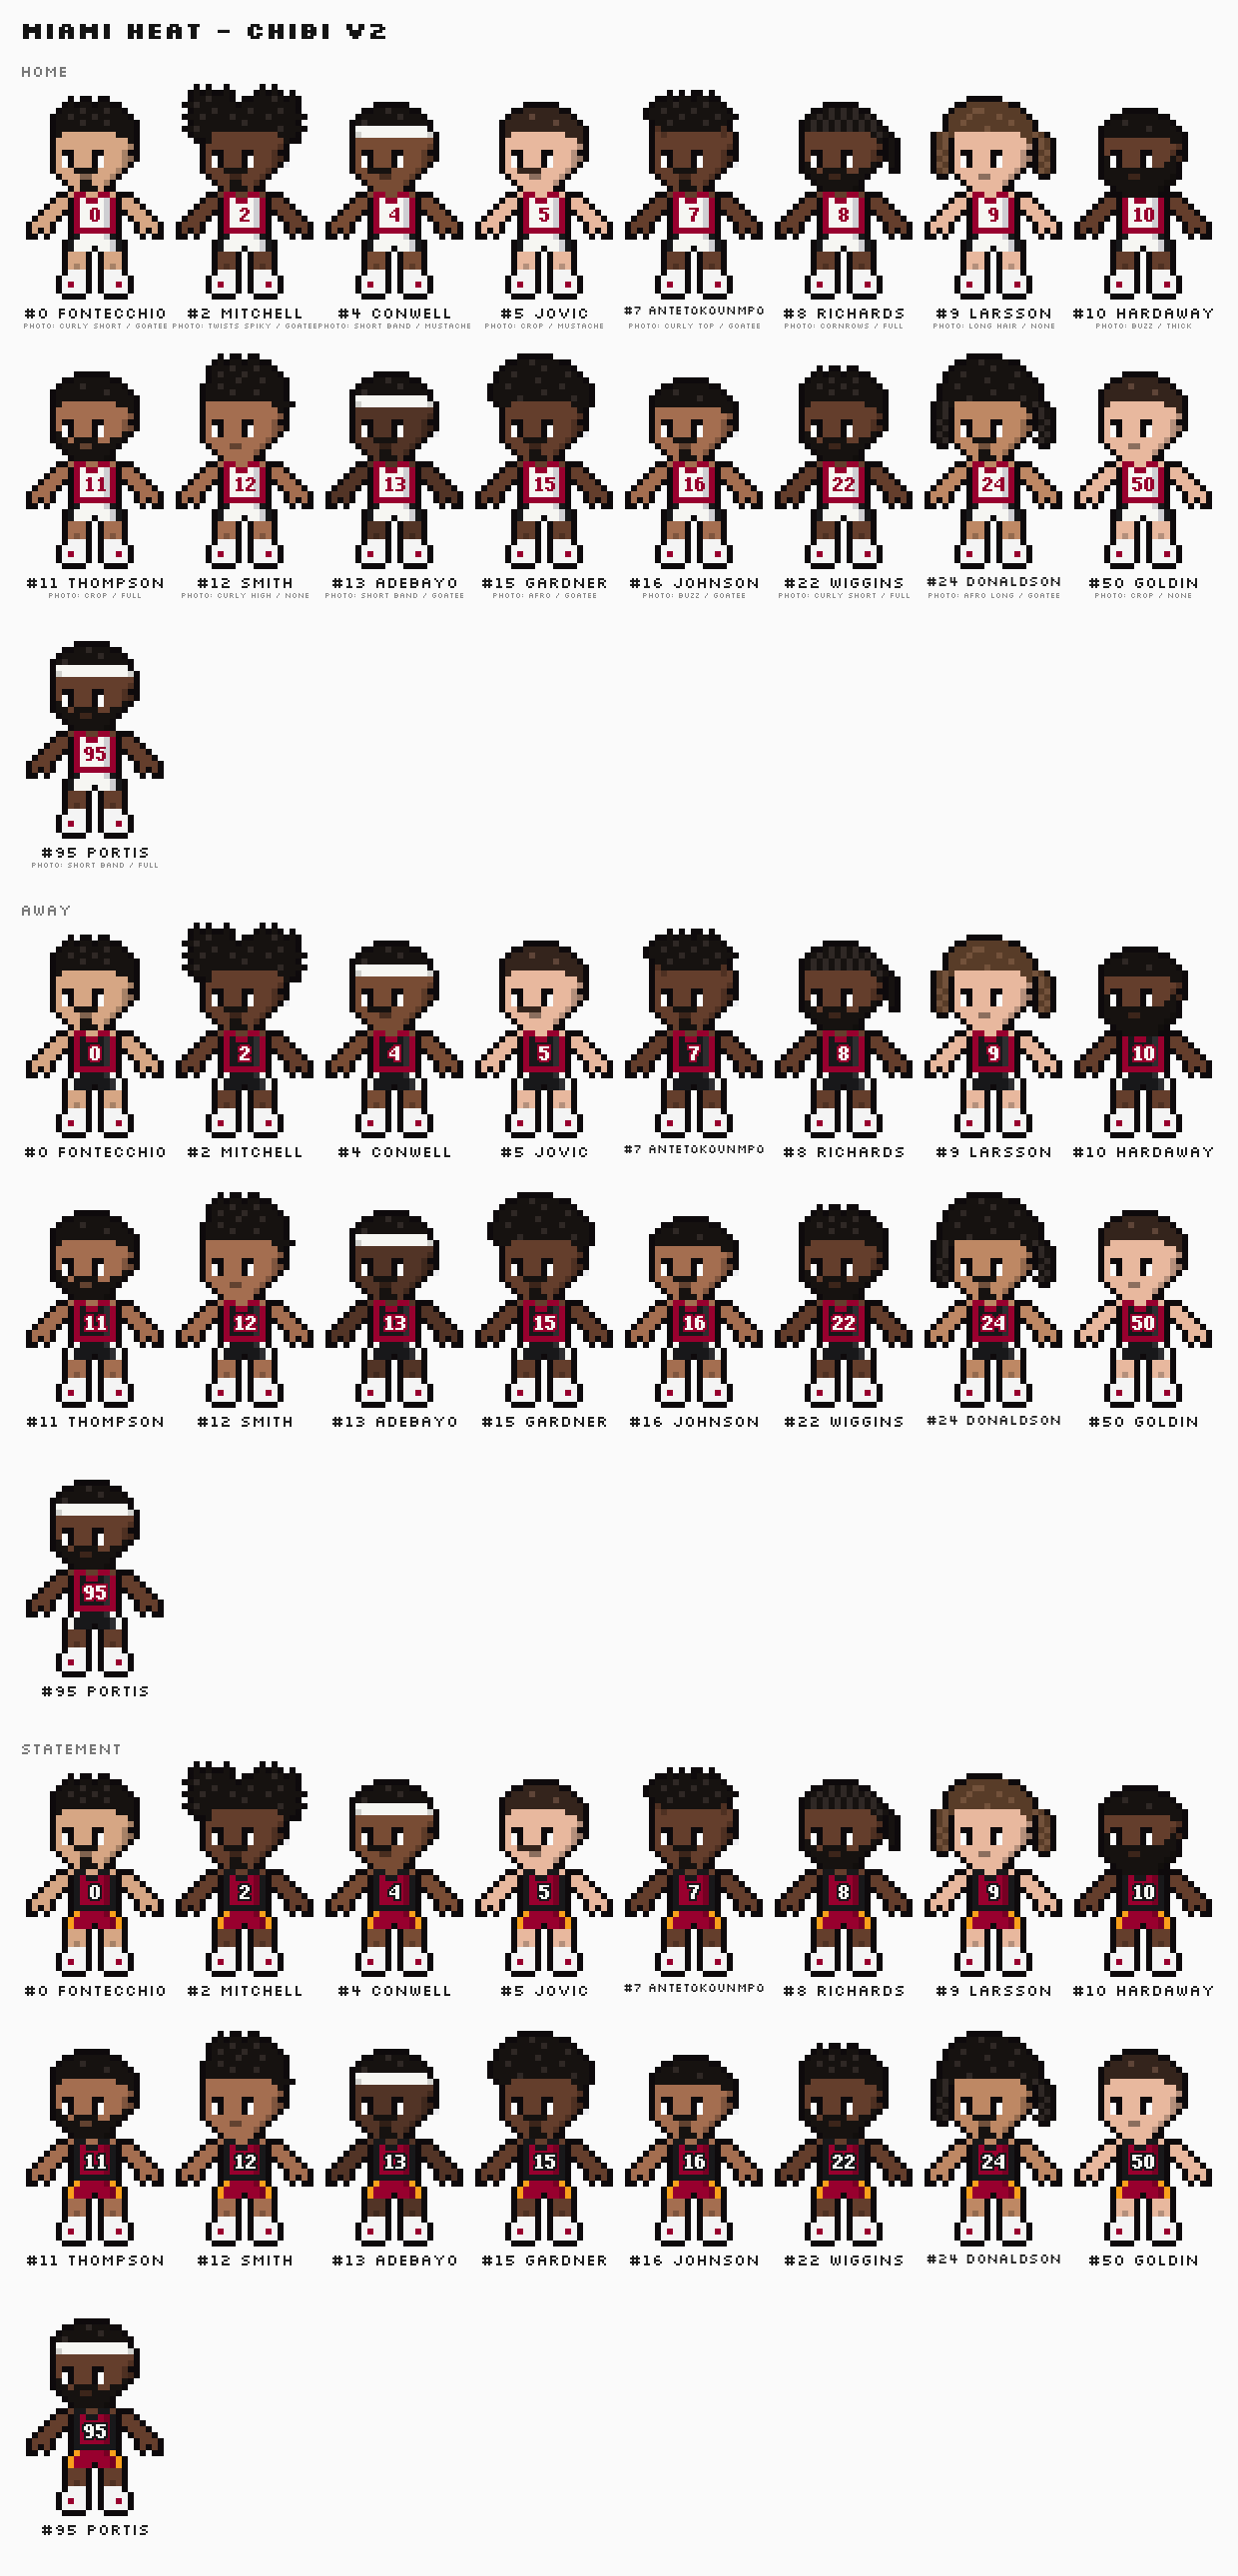 MIAMI HEAT - CHIBI V2
HOME
0 2 4 5 7 8 9 10
#0 FONTECCHIO #2 MITCHELL #4 CONWELL #5 JOVIC #7 ANTETOKOUNMPO #8 RICHARDS #9 LARSSON #10 HARDAWAY
PHOTO: CURLY SHORT / GOATEE PHOTO: TWISTS SPIKY / GOATEE PHOTO: SHORT BAND / MUSTACHE PHOTO: CROP / MUSTACHE PHOTO: CURLY TOP / GOATEE PHOTO: CORNROWS / FULL PHOTO: LONG HAIR / NONE PHOTO: BUZZ / THICK
11 12 13 15 16 22 24 50
#11 THOMPSON #12 SMITH #13 ADEBAYO #15 GARDNER #16 JOHNSON #22 WIGGINS #24 DONALDSON #50 GOLDIN
PHOTO: CROP / FULL PHOTO: CURLY HIGH / NONE PHOTO: SHORT BAND / GOATEE PHOTO: AFRO / GOATEE PHOTO: BUZZ / GOATEE PHOTO: CURLY SHORT / FULL PHOTO: AFRO LONG / GOATEE PHOTO: CROP / NONE
95
#95 PORTIS
PHOTO: SHORT BAND / FULL
AWAY
0 2 4 5 7 8 9 10
#0 FONTECCHIO #2 MITCHELL #4 CONWELL #5 JOVIC #7 ANTETOKOUNMPO #8 RICHARDS #9 LARSSON #10 HARDAWAY
11 12 13 15 16 22 24 50
#11 THOMPSON #12 SMITH #13 ADEBAYO #15 GARDNER #16 JOHNSON #22 WIGGINS #24 DONALDSON #50 GOLDIN
95
#95 PORTIS
STATEMENT
0 2 4 5 7 8 9 10
#0 FONTECCHIO #2 MITCHELL #4 CONWELL #5 JOVIC #7 ANTETOKOUNMPO #8 RICHARDS #9 LARSSON #10 HARDAWAY
11 12 13 15 16 22 24 50
#11 THOMPSON #12 SMITH #13 ADEBAYO #15 GARDNER #16 JOHNSON #22 WIGGINS #24 DONALDSON #50 GOLDIN
95
#95 PORTIS